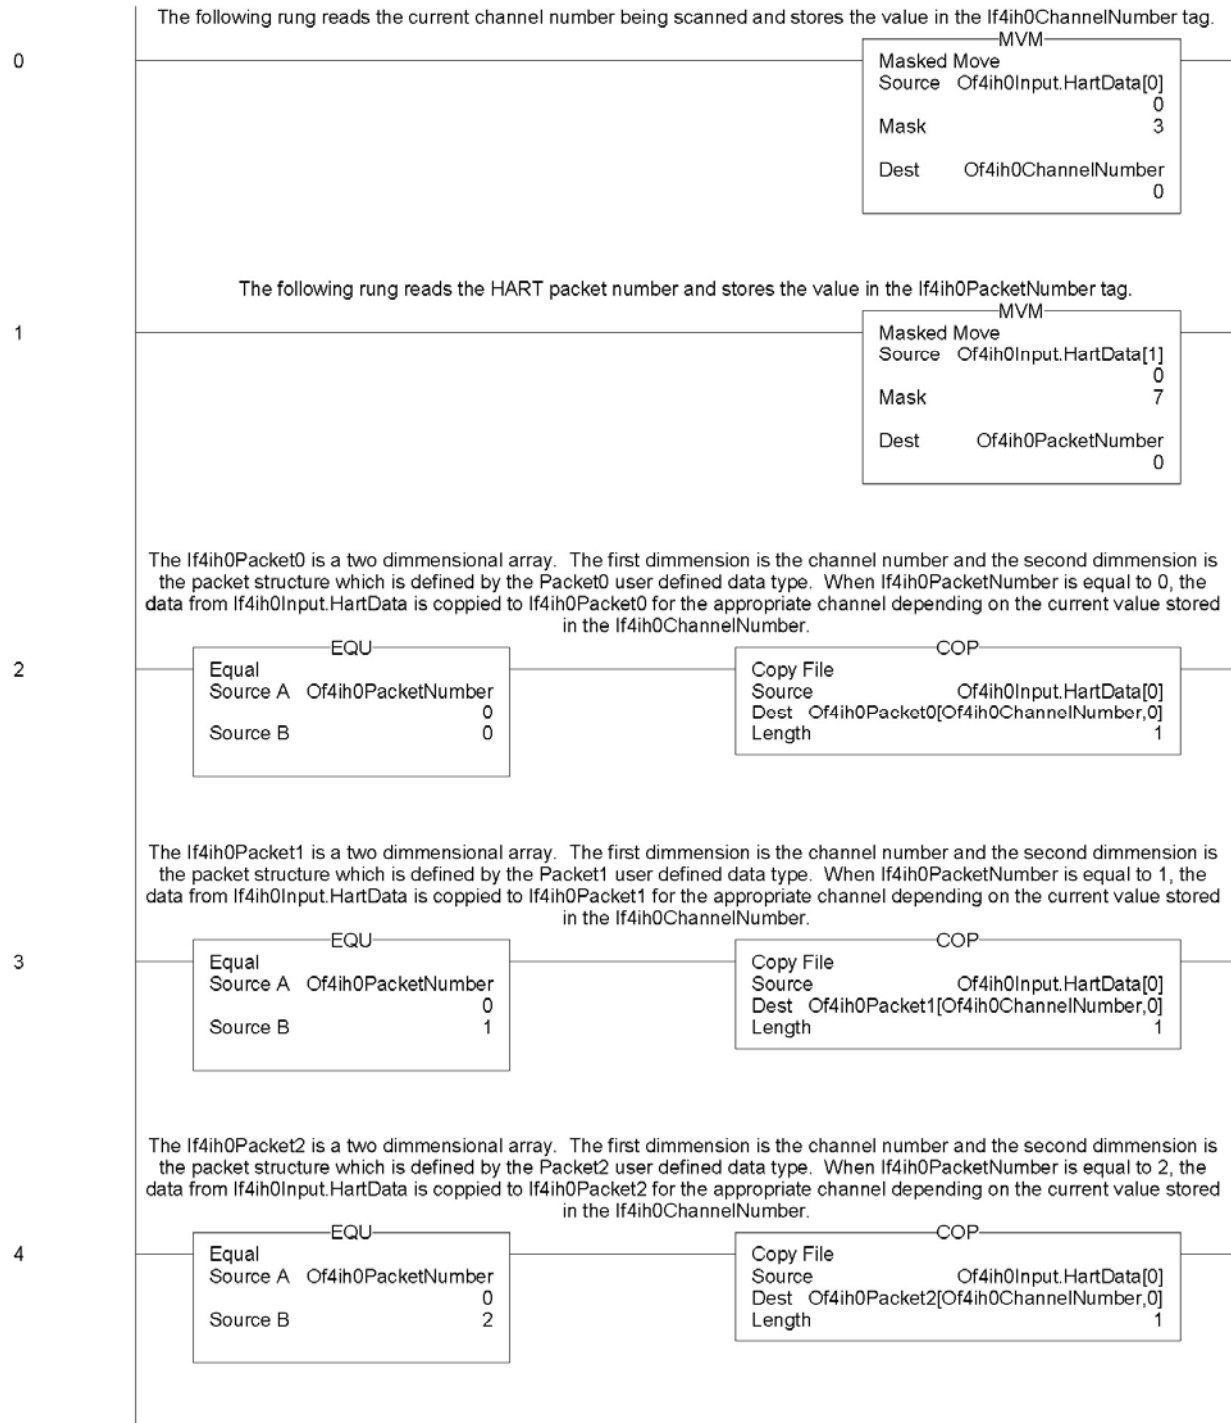 The following rung reads the current channel number being scanned and stores the value in the If4ih0ChannelNumber tag.
MVM
0
Masked Move
Source Of4ih0Input.HartData[0]
0
Mask 3
Dest Of4ih0ChannelNumber
0
The following rung reads the HART packet number and stores the value in the If4ih0PacketNumber tag.
MVM
1
Masked Move
Source Of4ih0Input.HartData[1]
0
Mask 7
Dest Of4ih0PacketNumber
0
The If4ih0Packet0 is a two dimmensional array. The first dimmension is the channel number and the second dimmension is
the packet structure which is defined by the Packet0 user defined data type. When If4ih0PacketNumber is equal to 0, the
data from If4ih0Input.HartData is coppied to If4ih0Packet0 for the appropriate channel depending on the current value stored
in the If4ih0ChannelNumber.
2
EQU
Equal
Source A Of4ih0PacketNumber
0
Source B 0
COP
Copy File
Source Of4ih0Input.HartData[0]
Dest Of4ih0Packet0[Of4ih0ChannelNumber,0]
Length 1
The If4ih0Packet1 is a two dimmensional array. The first dimmension is the channel number and the second dimmension is
the packet structure which is defined by the Packet1 user defined data type. When If4ih0PacketNumber is equal to 1, the
data from If4ih0Input.HartData is coppied to If4ih0Packet1 for the appropriate channel depending on the current value stored
in the If4ih0ChannelNumber.
3
EQU
Equal
Source A Of4ih0PacketNumber
0
Source B 1
COP
Copy File
Source Of4ih0Input.HartData[0]
Dest Of4ih0Packet1[Of4ih0ChannelNumber,0]
Length 1
The If4ih0Packet2 is a two dimmensional array. The first dimmension is the channel number and the second dimmension is
the packet structure which is defined by the Packet2 user defined data type. When If4ih0PacketNumber is equal to 2, the
data from If4ih0Input.HartData is coppied to If4ih0Packet2 for the appropriate channel depending on the current value stored
in the If4ih0ChannelNumber.
4
EQU
Equal
Source A Of4ih0PacketNumber
0
Source B 2
COP
Copy File
Source Of4ih0Input.HartData[0]
Dest Of4ih0Packet2[Of4ih0ChannelNumber,0]
Length 1